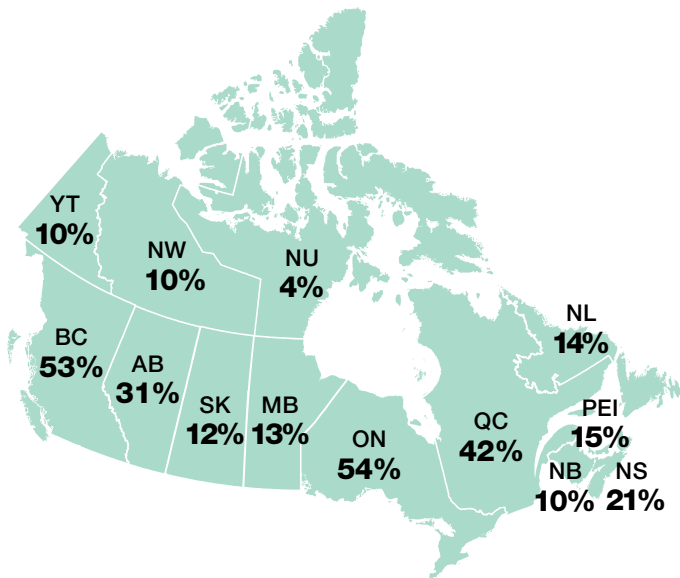 YT
10%
NW
10%
NU
4%
BC
53%
AB
31%
SK
12%
MB
13%
ON
54%
QC
42%
NL
14%
PEI
15%
NB
10%
NS
21%